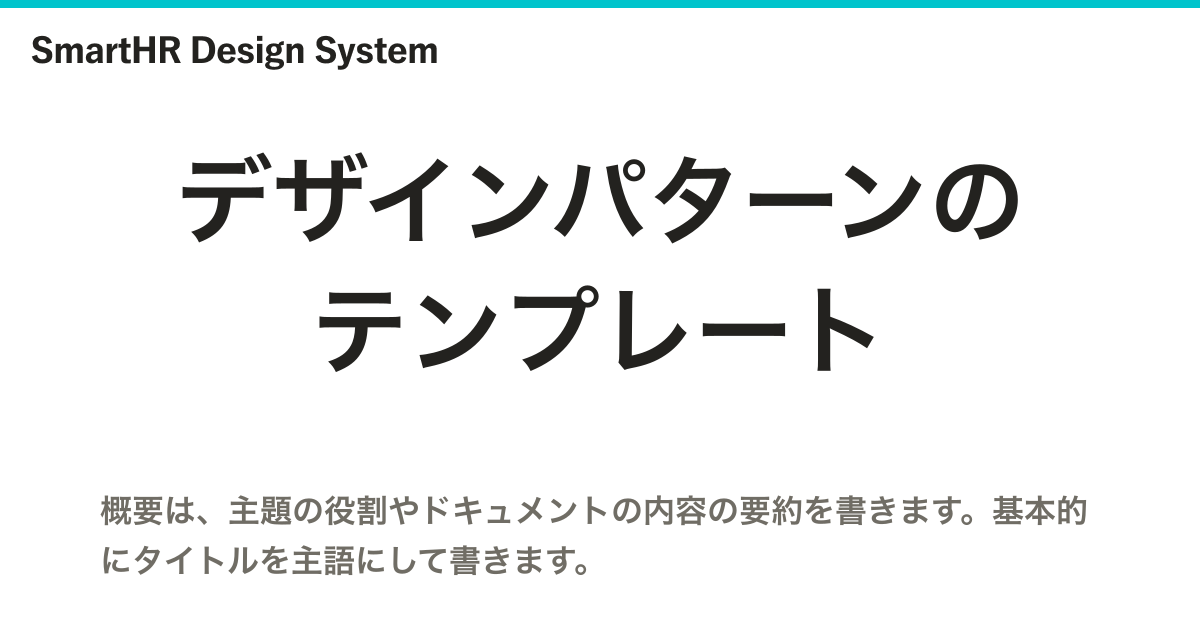 SmartHR Design System
デザインパターンの
テンプレート
概要は、主題の役割やドキュメントの内容の要約を書きます。基本的
にタイトルを主語にして書きます。